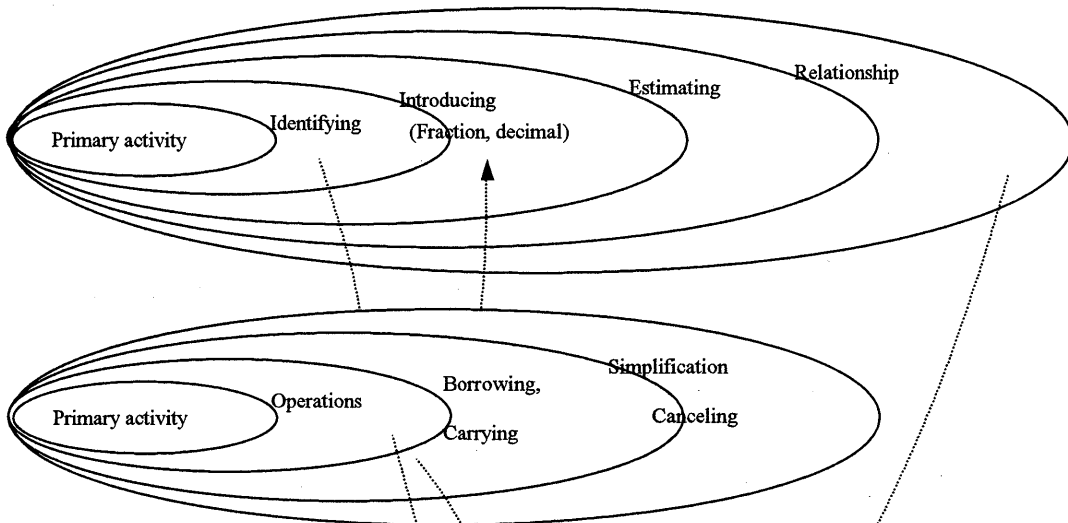 Relationship
Estimating
Introducing
(Fraction, decimal)
Identifying
Primary activity
Simplification
Borrowing,
Canceling
Operations
Primary activity
Carrying